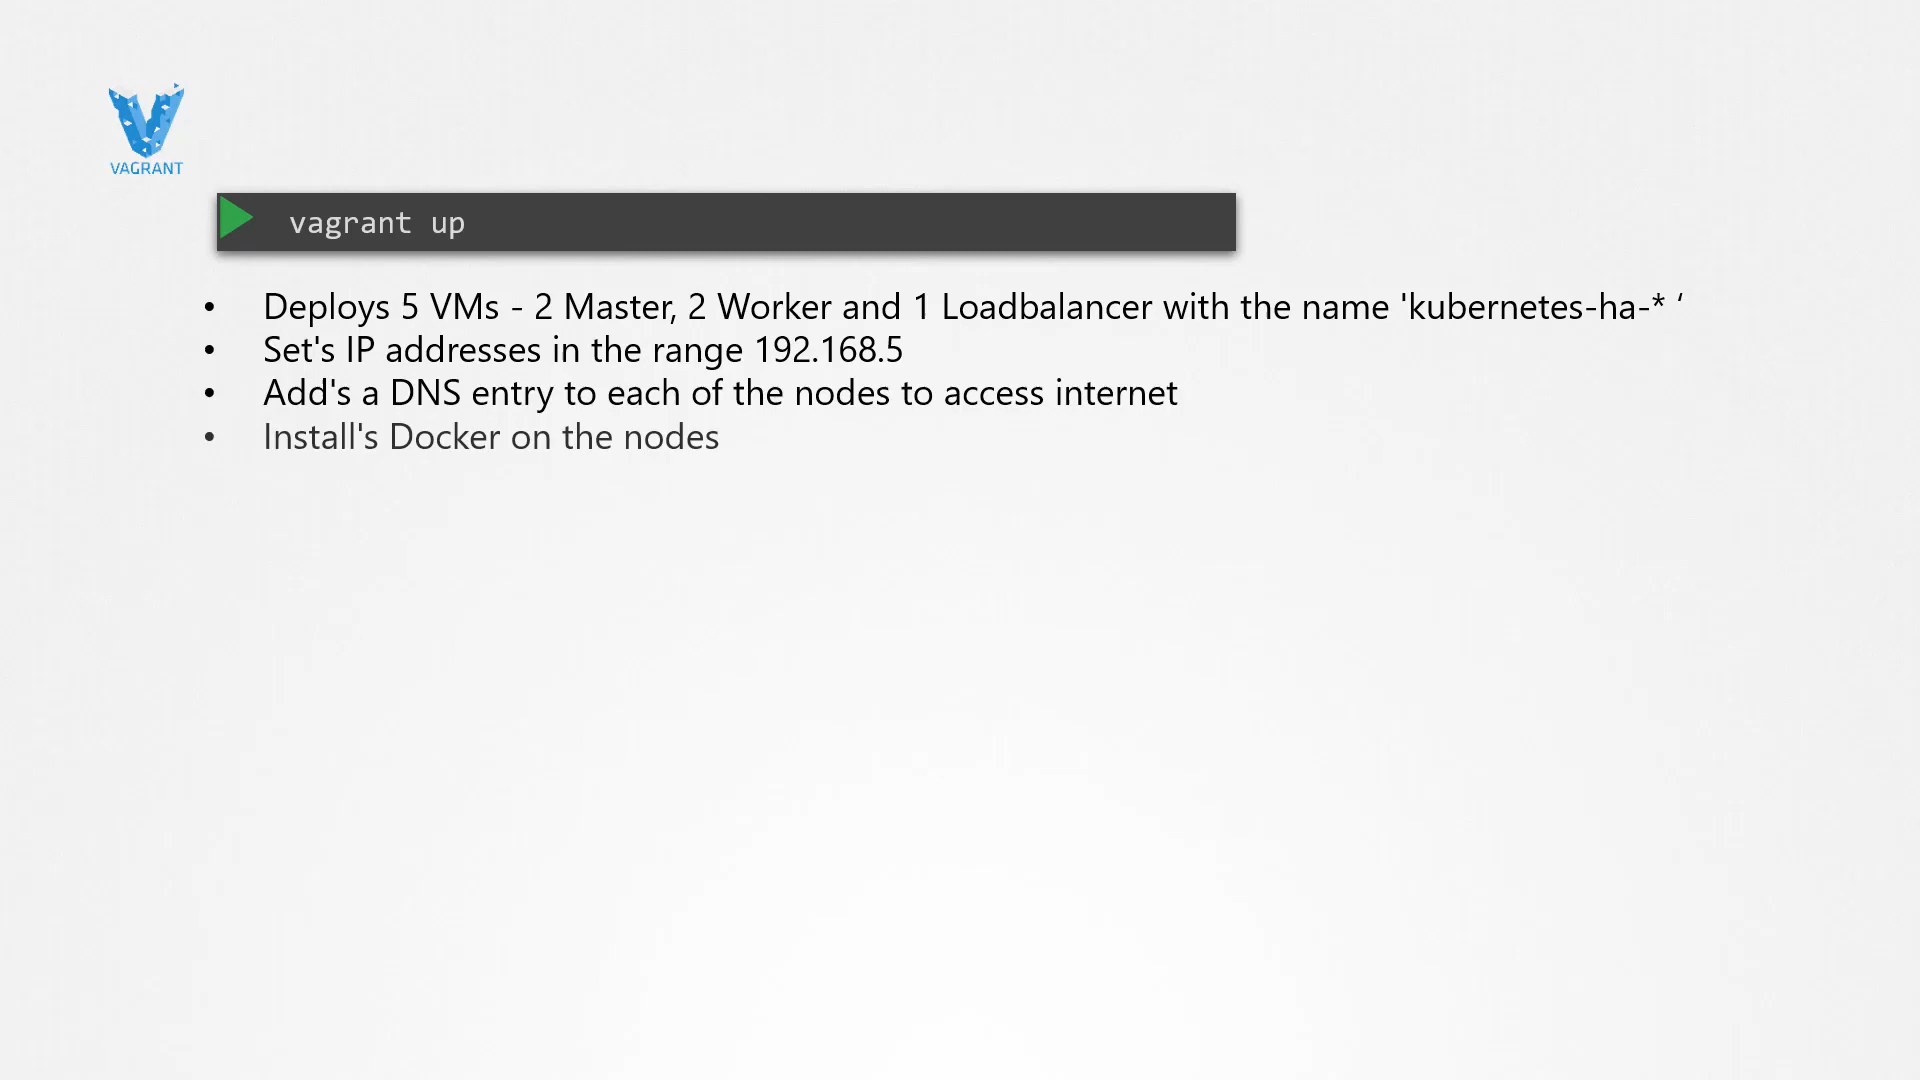 VAGRANT
vagrant up
• Deploys 5 VMs - 2 Master, 2 Worker and 1 Loadbalancer with the name 'kubernetes-ha-* ‘
• Set's IP addresses in the range 192.168.5
• Add's a DNS entry to each of the nodes to access internet
• Install's Docker on the nodes